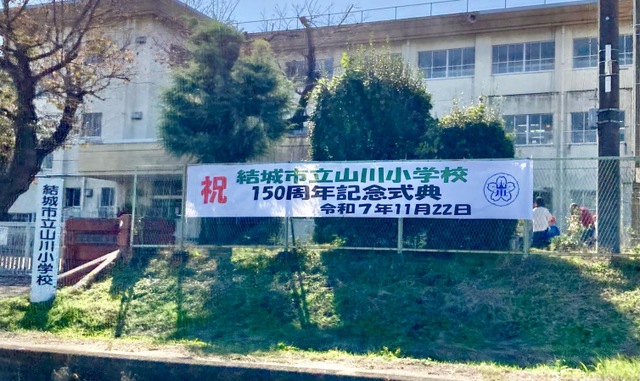 祝
結城市立山川小学校
150周年記念式典
令和7年11月22日
結城市立山川小学校